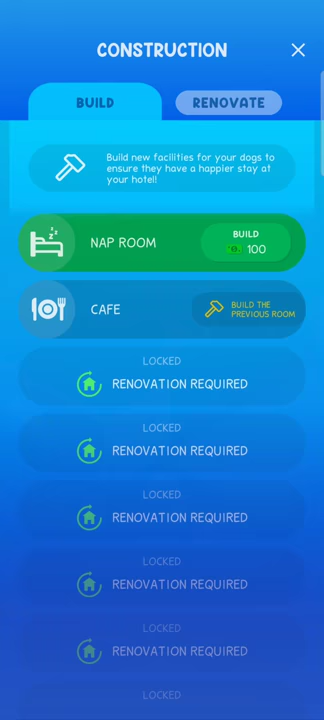 CONSTRUCTION
BUILD
RENOVATE
Build new facilities for your dogs to
ensure they have a happier stay at
your hotel!
NAP ROOM
BUILD
100
CAFE
BUILD THE
PREVIOUS ROOM
LOCKED
RENOVATION REQUIRED
LOCKED
RENOVATION REQUIRED
LOCKED
RENOVATION REQUIRED
LOCKED
RENOVATION REQUIRED
LOCKED
RENOVATION REQUIRED
LOCKED